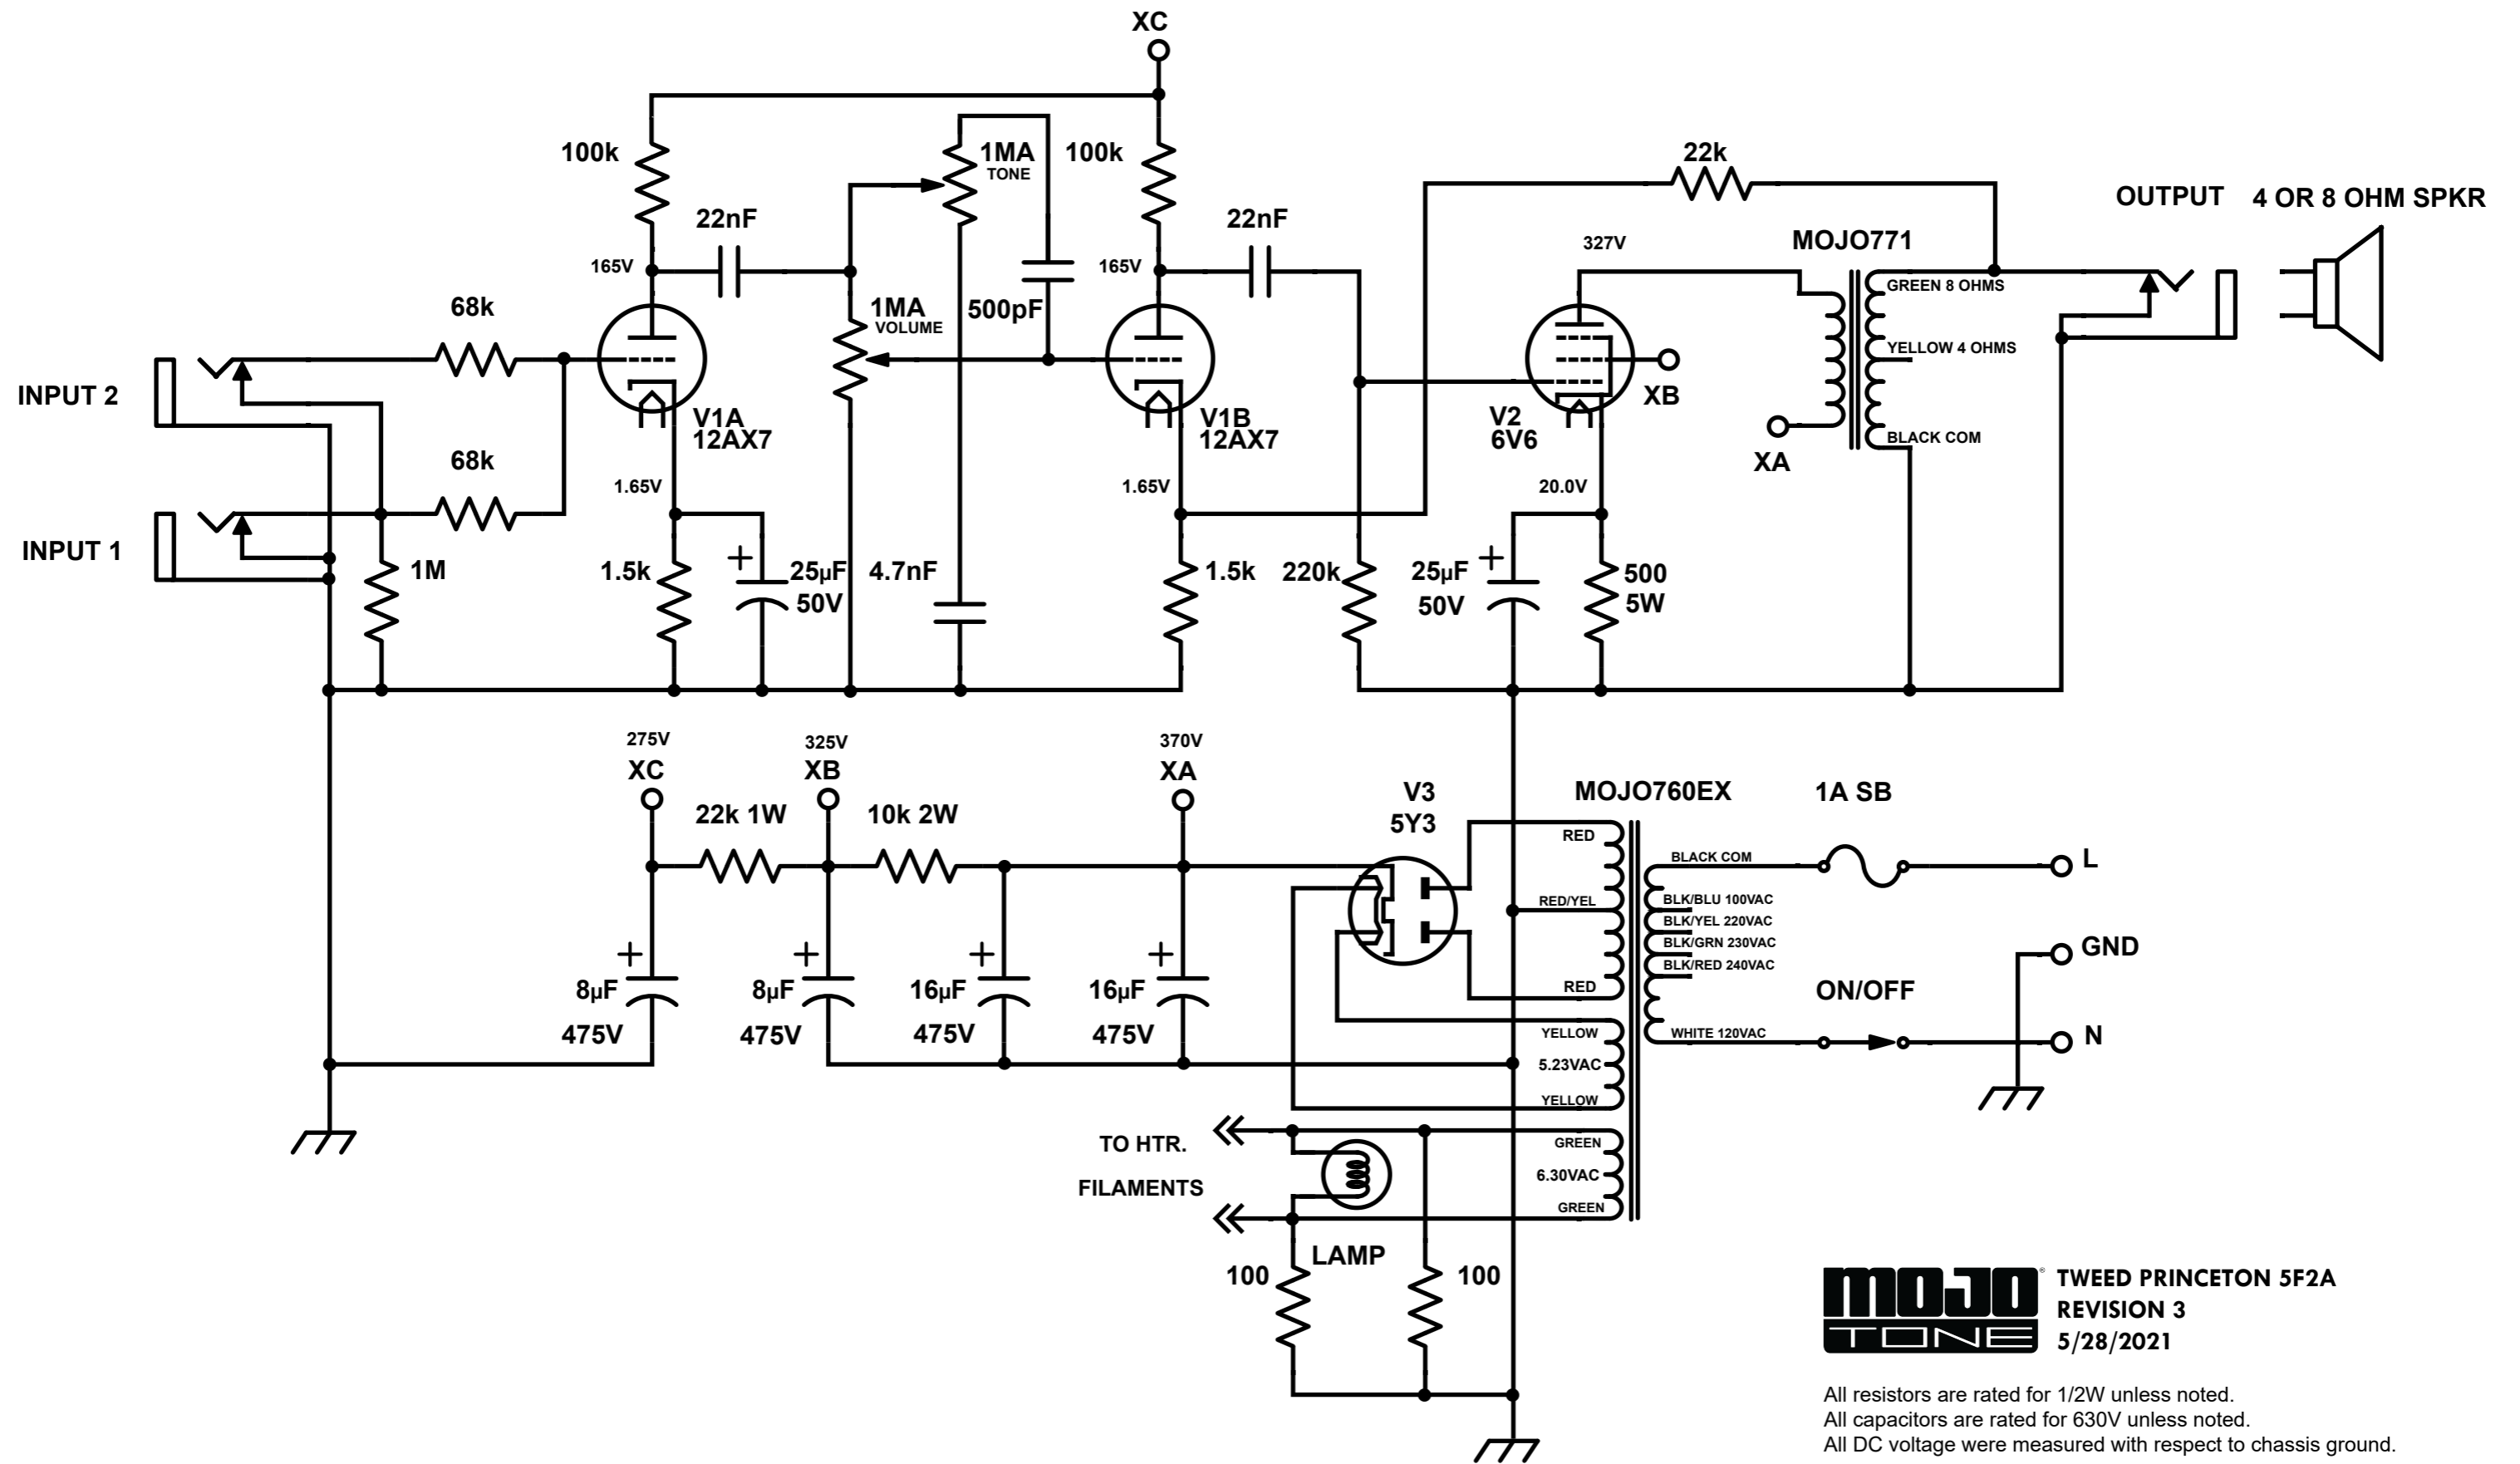 XC
100k
1MA
TONE
100k
22k
OUTPUT
4 OR 8 OHM SPKR
22nF
22nF
327V
MOJO771
165V
165V
GREEN 8 OHMS
68k
1MA
VOLUME
500pF
YELLOW 4 OHMS
INPUT 2
XB
V1A
12AX7
V1B
12AX7
V2
6V6
BLACK COM
68k
XA
1.65V
1.65V
20.0V
INPUT 1
1M
1.5k
25µF
50V
4.7nF
1.5k
220k
25µF
50V
500
5W
275V
XC
325V
XB
370V
XA
22k 1W
10k 2W
V3
5Y3
MOJO760EX
1A SB
RED
BLACK COM
L
RED/YEL
BLK/BLU 100VAC
BLK/YEL 220VAC
BLK/GRN 230VAC
BLK/RED 240VAC
GND
+
8µF
475V
+
8µF
475V
+
16µF
475V
+
16µF
475V
RED
ON/OFF
YELLOW
WHITE 120VAC
N
5.23VAC
YELLOW
TO HTR.
FILAMENTS
GREEN
6.30VAC
GREEN
LAMP
100
100
MOJO
TONE
®
TWEED PRINCETON 5F2A
REVISION 3
5/28/2021
All resistors are rated for 1/2W unless noted.
All capacitors are rated for 630V unless noted.
All DC voltage were measured with respect to chassis ground.